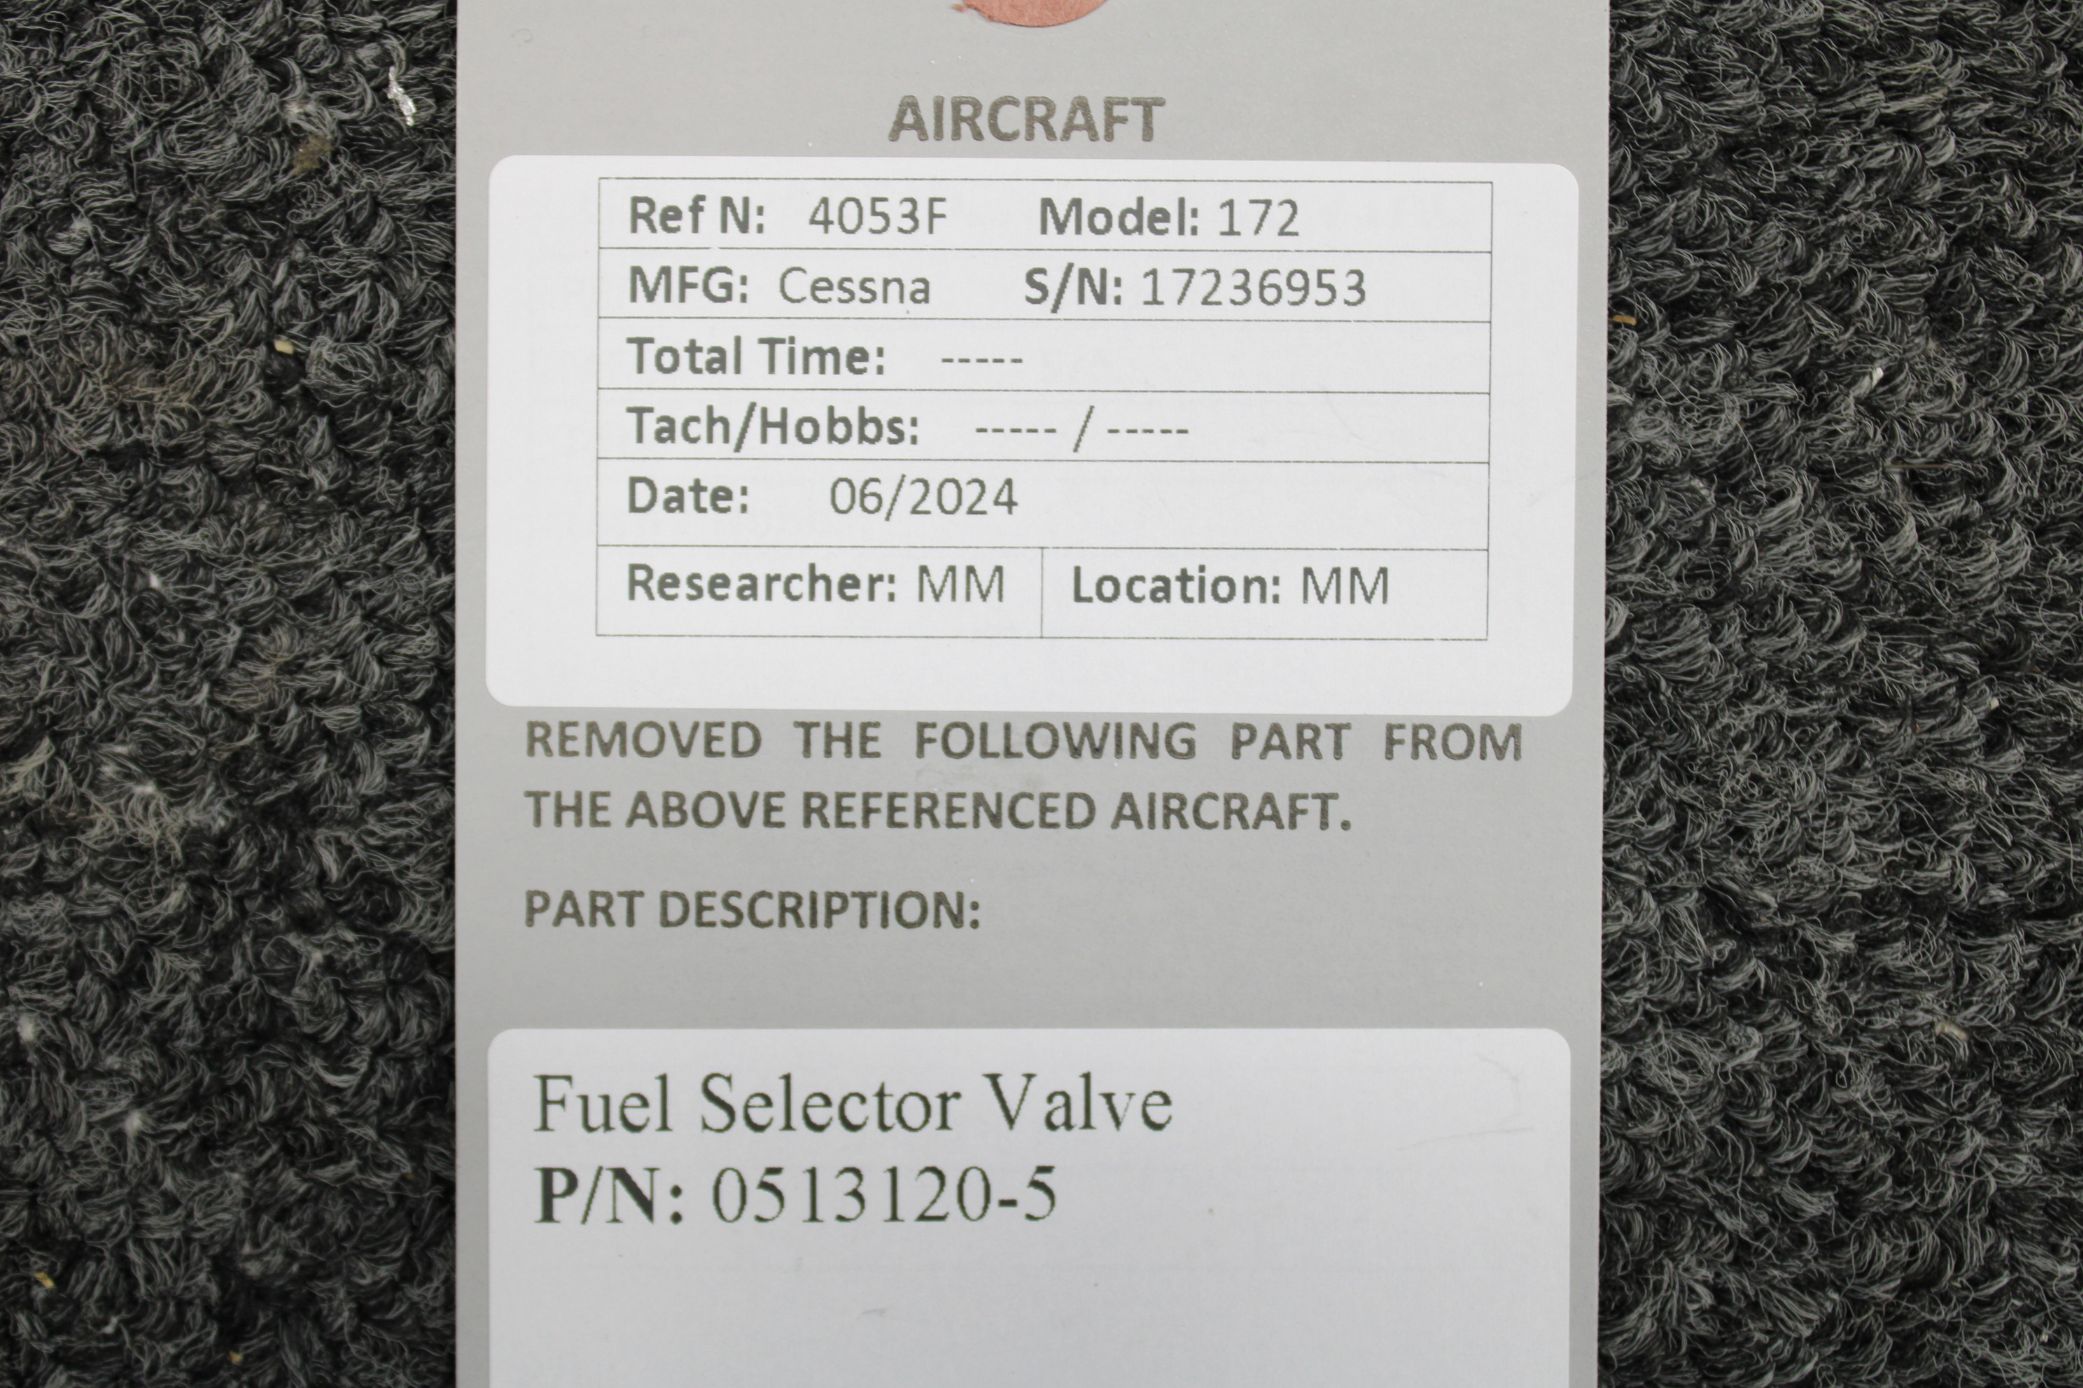 AIRCRAFT
Ref N: 4053F Model: 172
MFG: Cessna S/N: 17236953
Total Time: -----
Tach/Hobbs: ----- / -----
Date: 06/2024
Researcher: MM Location: MM
REMOVED THE FOLLOWING PART FROM
THE ABOVE REFERENCED AIRCRAFT.
PART DESCRIPTION:
Fuel Selector Valve
P/N: 0513120-5